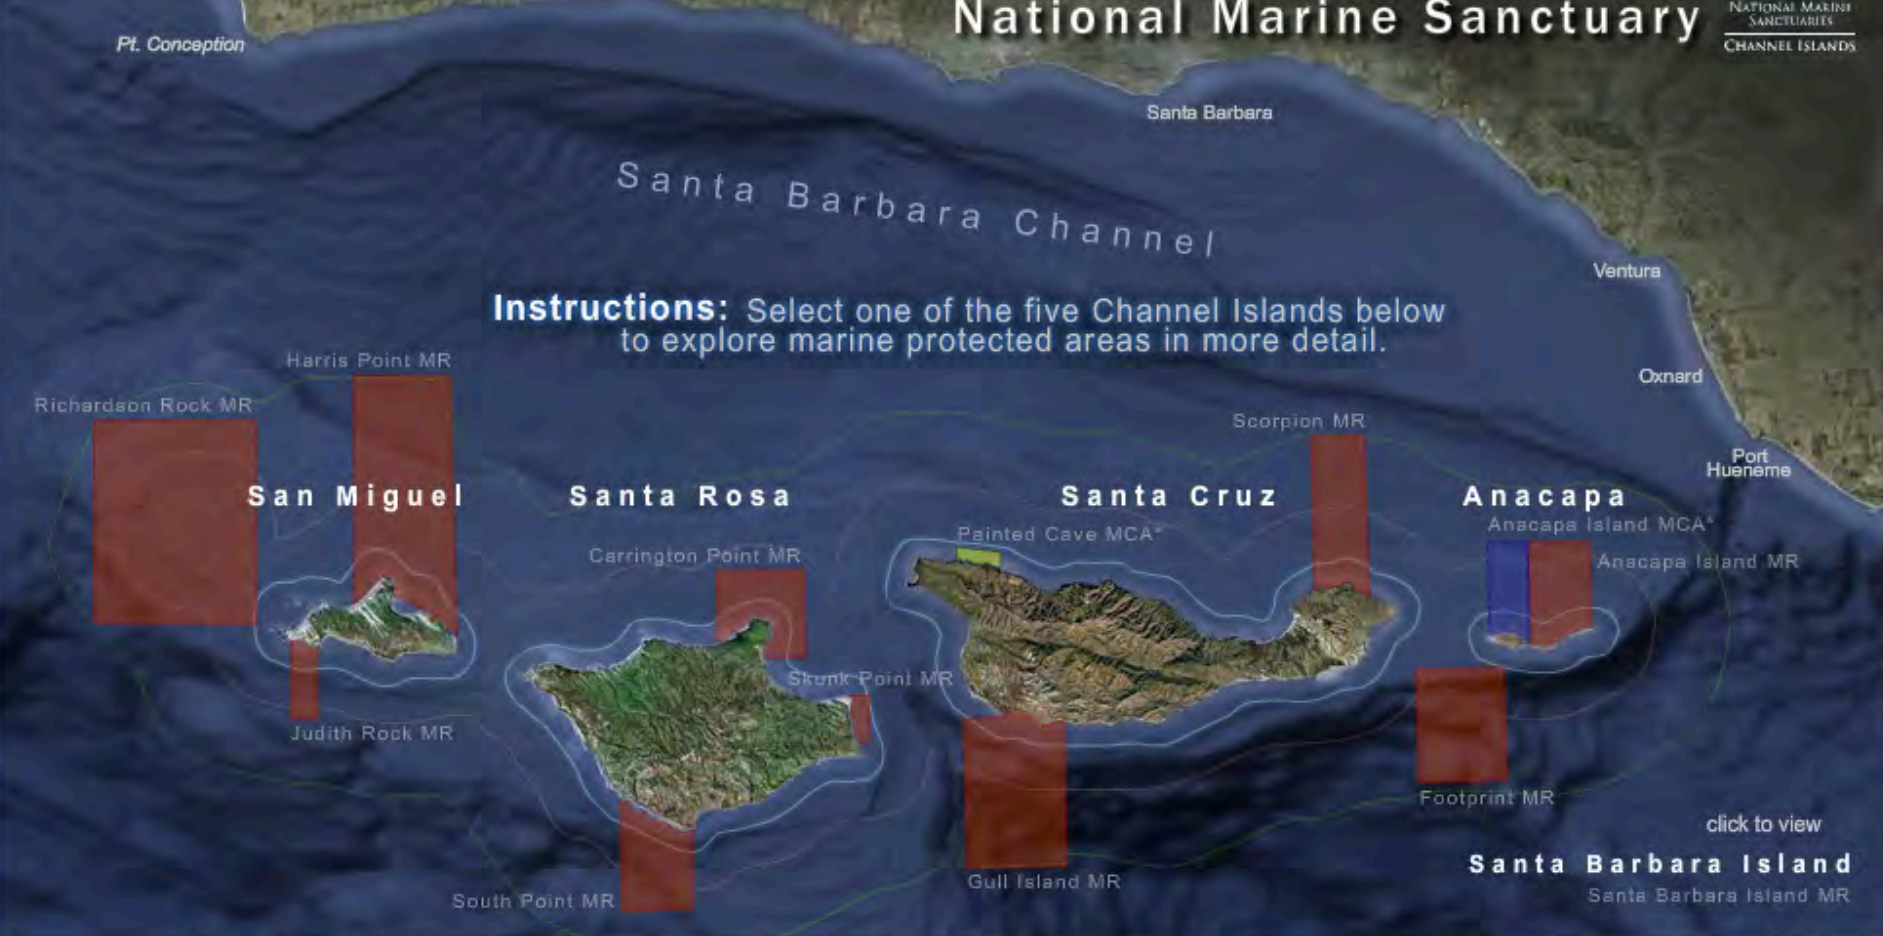 National Marine Sanctuary
NATIONAL MARINE
SANCTUARIES
CHANNEL ISLANDS
Pt. Conception
Santa Barbara
Santa Barbara Channel
Ventura
Instructions: Select one of the five Channel Islands below
to explore marine protected areas in more detail.
Harris Point MR
Oxnard
Richardson Rock MR
Scorpion MR
Port
Hueneme
San Miguel
Santa Rosa
Santa Cruz
Anacapa
Anacapa Island MCA*
Painted Cave MCA*
Carrington Point MR
Anacapa Island MR
Skunk Point MR
Judith Rock MR
Footprint MR
click to view
Santa Barbara Island
Gull Island MR
Santa Barbara Island MR
South Point MR